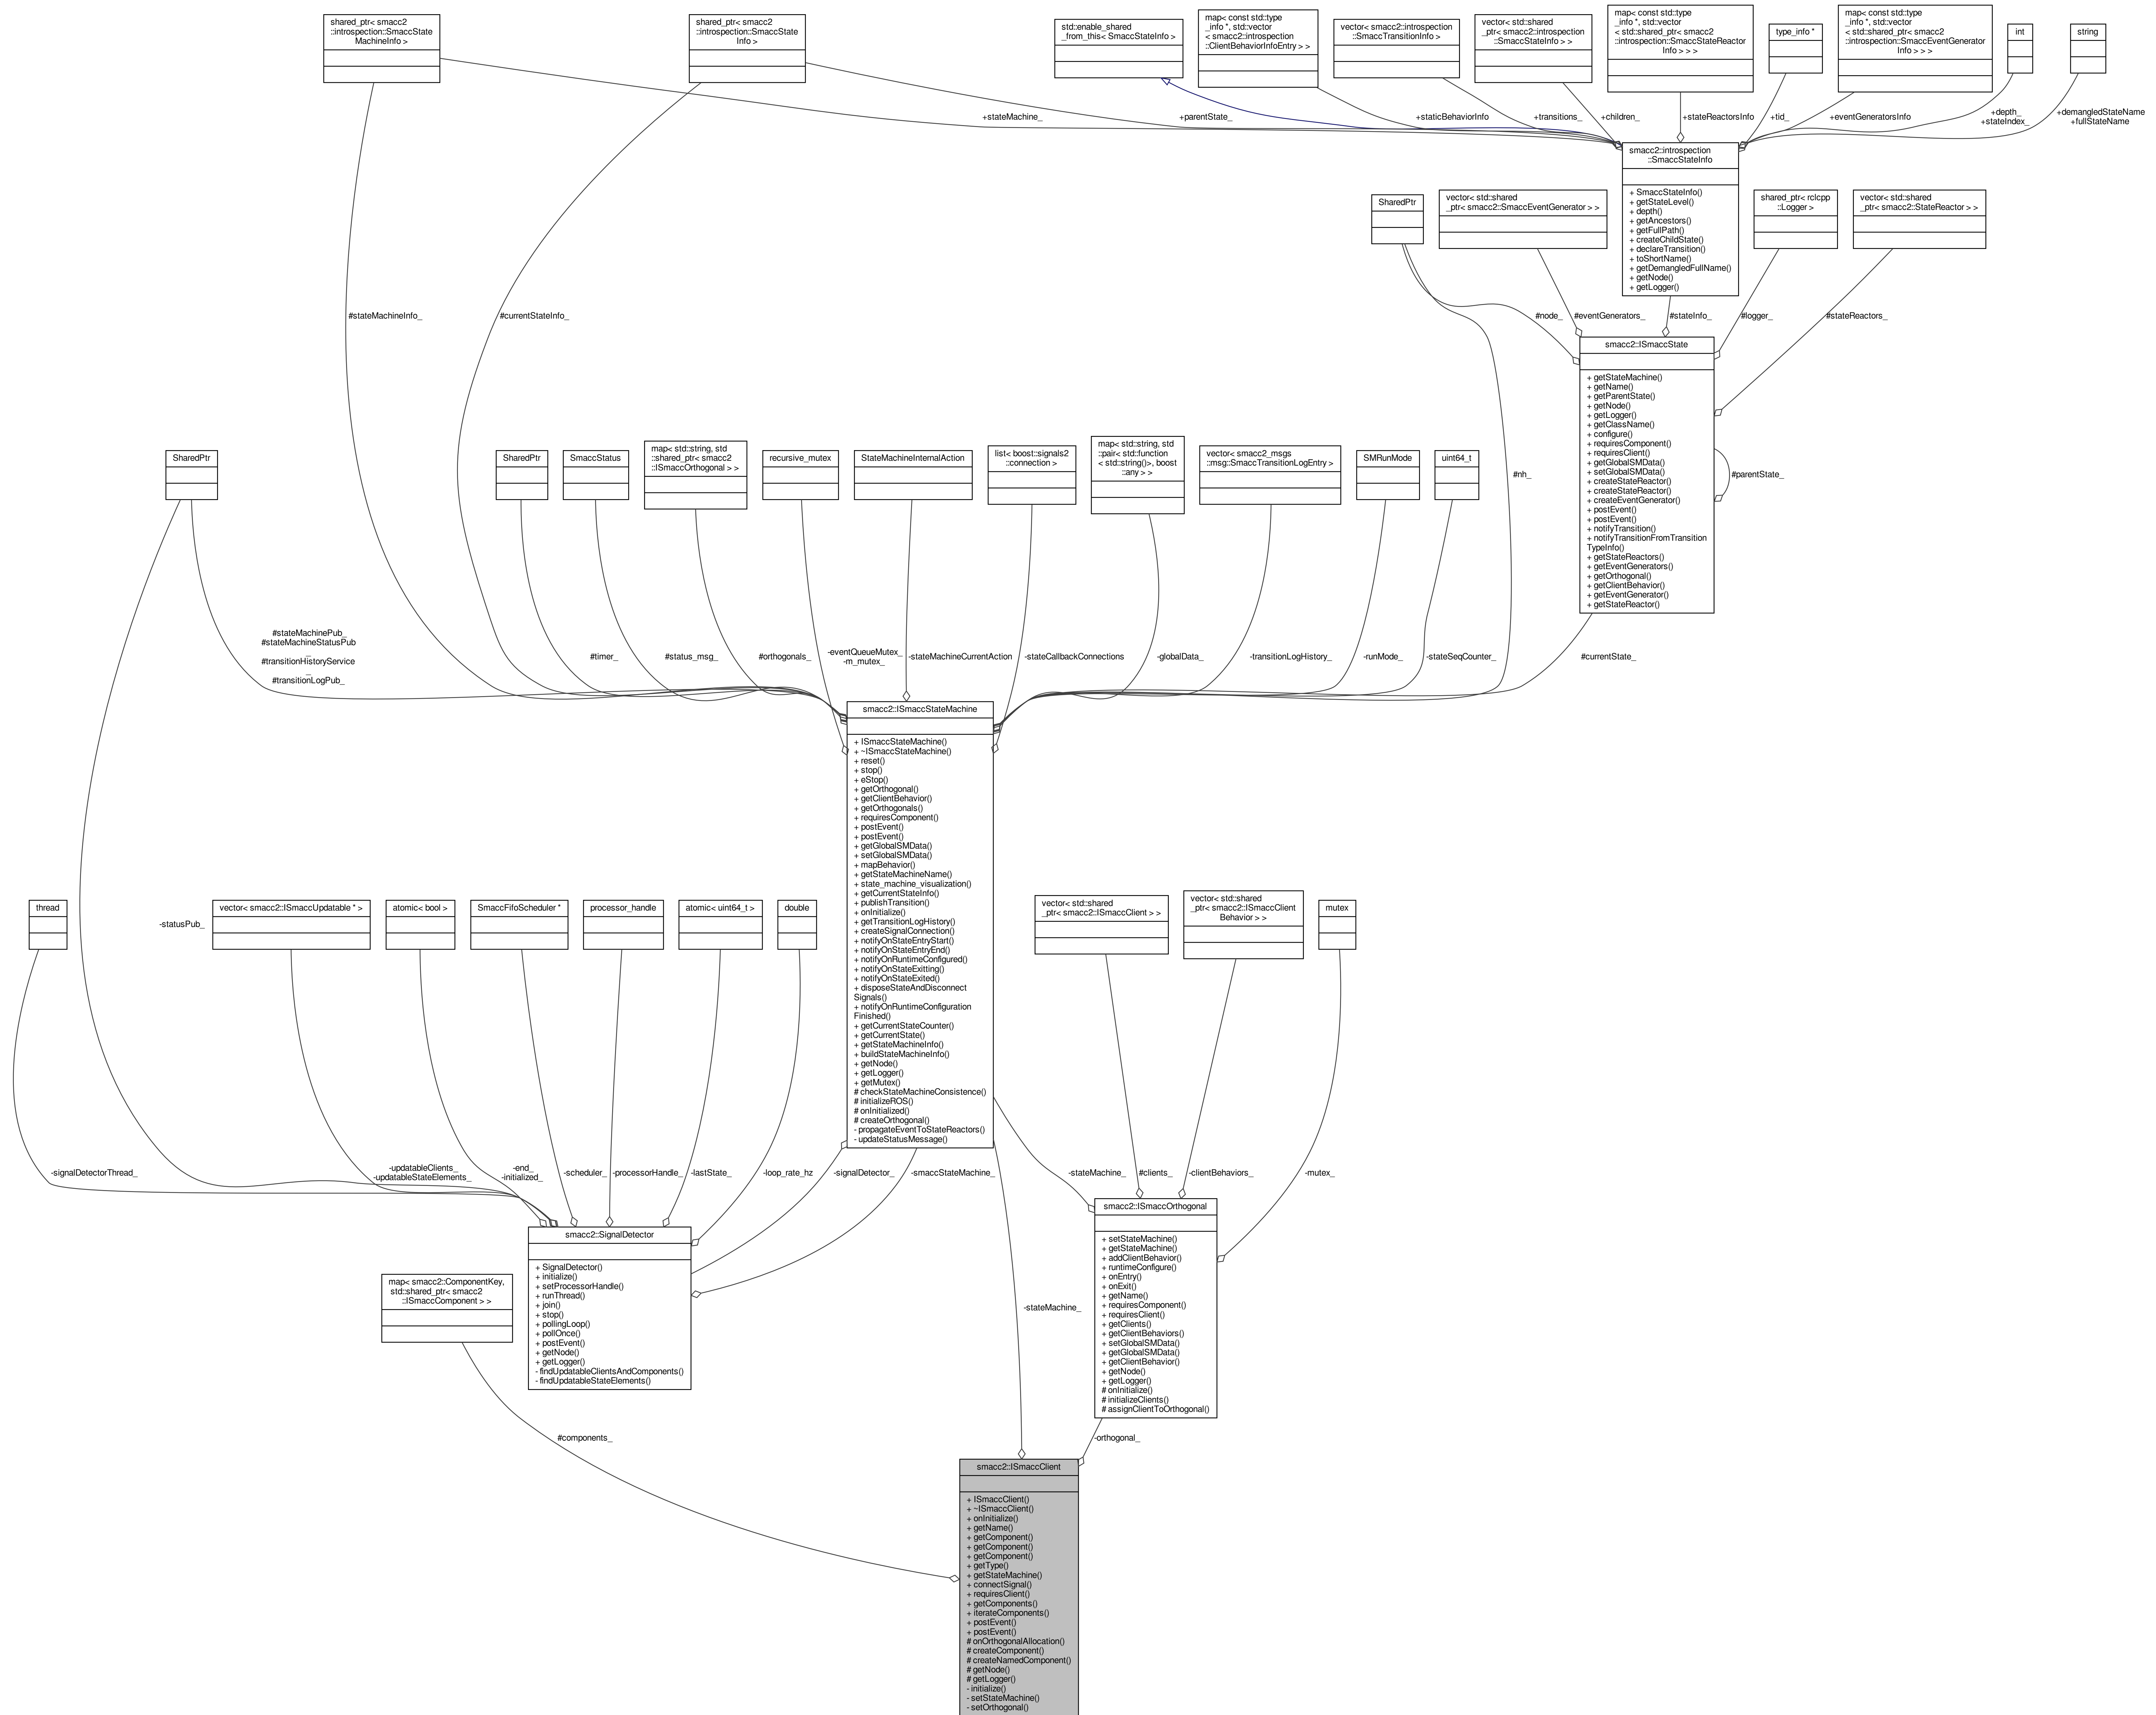 shared_ptr< smacc2
::introspection::SmaccState
MachineInfo >
shared_ptr< smacc2
::introspection::SmaccState
Info >
std::enable_shared
_from_this< SmaccStateInfo >
map< const std::type
_info *, std::vector
< smacc2::introspection
::ClientBehaviorInfoEntry > >
vector< smacc2::introspection
::SmaccTransitionInfo >
vector< std::shared
_ptr< smacc2::introspection
::SmaccStateInfo > >
map< const std::type
_info *, std::vector
< std::shared_ptr< smacc2
::introspection::SmaccStateReactor
Info > > >
type_info *
map< const std::type
_info *, std::vector
< std::shared_ptr< smacc2
::introspection::SmaccEventGenerator
Info > > >
int
string
+stateMachine_
+parentState_
+staticBehaviorInfo
+transitions_
+children_
+stateReactorsInfo
+tid_
+eventGeneratorsInfo
+depth_
+stateIndex_
+demangledStateName
+fullStateName
smacc2::introspection
::SmaccStateInfo
+ SmaccStateInfo()
+ getStateLevel()
+ depth()
+ getAncestors()
+ getFullPath()
+ createChildState()
+ declareTransition()
+ toShortName()
+ getDemangledFullName()
+ getNode()
+ getLogger()
SharedPtr
vector< std::shared
_ptr< smacc2::SmaccEventGenerator > >
shared_ptr< rclcpp
::Logger >
vector< std::shared
_ptr< smacc2::StateReactor > >
#stateMachineInfo_
#currentStateInfo_
#node_
#eventGenerators_
#stateInfo_
#logger_
#stateReactors_
smacc2::ISmaccState
+ getStateMachine()
+ getName()
+ getParentState()
+ getNode()
+ getLogger()
+ getClassName()
+ configure()
+ requiresComponent()
+ requiresClient()
+ getGlobalSMData()
+ setGlobalSMData()
+ createStateReactor()
+ createStateReactor()
+ createEventGenerator()
+ postEvent()
+ postEvent()
+ notifyTransition()
+ notifyTransitionFromTransition
TypeInfo()
+ getStateReactors()
+ getEventGenerators()
+ getOrthogonal()
+ getClientBehavior()
+ getEventGenerator()
+ getStateReactor()
#parentState_
#nh_
SharedPtr
SharedPtr
SmaccStatus
map< std::string, std
::shared_ptr< smacc2
::ISmaccOrthogonal > >
recursive_mutex
StateMachineInternalAction
list< boost::signals2
::connection >
map< std::string, std
::pair< std::function
< std::string()>, boost
::any > >
vector< smacc2_msgs
::msg::SmaccTransitionLogEntry >
SMRunMode
uint64_t
#stateMachinePub_
#stateMachineStatusPub
_
#transitionHistoryService
_
#transitionLogPub_
#timer_
#status_msg_
#orthogonals_
-eventQueueMutex_
-m_mutex_
-stateMachineCurrentAction
-stateCallbackConnections
-globalData_
-transitionLogHistory_
-runMode_
-stateSeqCounter_
#currentState_
smacc2::ISmaccStateMachine
+ ISmaccStateMachine()
+ ~ISmaccStateMachine()
+ reset()
+ stop()
+ eStop()
+ getOrthogonal()
+ getClientBehavior()
+ getOrthogonals()
+ requiresComponent()
+ postEvent()
+ postEvent()
+ getGlobalSMData()
+ setGlobalSMData()
+ mapBehavior()
+ getStateMachineName()
+ state_machine_visualization()
+ getCurrentStateInfo()
+ publishTransition()
+ onInitialize()
+ getTransitionLogHistory()
+ createSignalConnection()
+ notifyOnStateEntryStart()
+ notifyOnStateEntryEnd()
+ notifyOnRuntimeConfigured()
+ notifyOnStateExitting()
+ notifyOnStateExited()
+ disposeStateAndDisconnect
Signals()
+ notifyOnRuntimeConfiguration
Finished()
+ getCurrentStateCounter()
+ getCurrentState()
+ getStateMachineInfo()
+ buildStateMachineInfo()
+ getNode()
+ getLogger()
+ getMutex()
# checkStateMachineConsistence()
# initializeROS()
# onInitialized()
# createOrthogonal()
- propagateEventToStateReactors()
- updateStatusMessage()
thread
-statusPub_
vector< smacc2::ISmaccUpdatable * >
atomic< bool >
SmaccFifoScheduler *
processor_handle
atomic< uint64_t >
double
vector< std::shared
_ptr< smacc2::ISmaccClient > >
vector< std::shared
_ptr< smacc2::ISmaccClient
Behavior > >
mutex
-signalDetectorThread_
-updatableClients_
-updatableStateElements_
-end_
-initialized_
-scheduler_
-processorHandle_
-lastState_
-loop_rate_hz
-signalDetector_
-smaccStateMachine_
-stateMachine_
#clients_
-clientBehaviors_
-mutex_
smacc2::SignalDetector
+ SignalDetector()
+ initialize()
+ setProcessorHandle()
+ runThread()
+ join()
+ stop()
+ pollingLoop()
+ pollOnce()
+ postEvent()
+ getNode()
+ getLogger()
- findUpdatableClientsAndComponents()
- findUpdatableStateElements()
smacc2::ISmaccOrthogonal
+ setStateMachine()
+ getStateMachine()
+ addClientBehavior()
+ runtimeConfigure()
+ onEntry()
+ onExit()
+ getName()
+ requiresComponent()
+ requiresClient()
+ getClients()
+ getClientBehaviors()
+ setGlobalSMData()
+ getGlobalSMData()
+ getClientBehavior()
+ getNode()
+ getLogger()
# onInitialize()
# initializeClients()
# assignClientToOrthogonal()
map< smacc2::ComponentKey,
std::shared_ptr< smacc2
::ISmaccComponent > >
-stateMachine_
#components_
-orthogonal_
smacc2::ISmaccClient
+ ISmaccClient()
+ ~ISmaccClient()
+ onInitialize()
+ getName()
+ getComponent()
+ getComponent()
+ getComponent()
+ getType()
+ getStateMachine()
+ connectSignal()
+ requiresClient()
+ getComponents()
+ iterateComponents()
+ postEvent()
+ postEvent()
# onOrthogonalAllocation()
# createComponent()
# createNamedComponent()
# getNode()
# getLogger()
- initialize()
- setStateMachine()
- setOrthogonal()